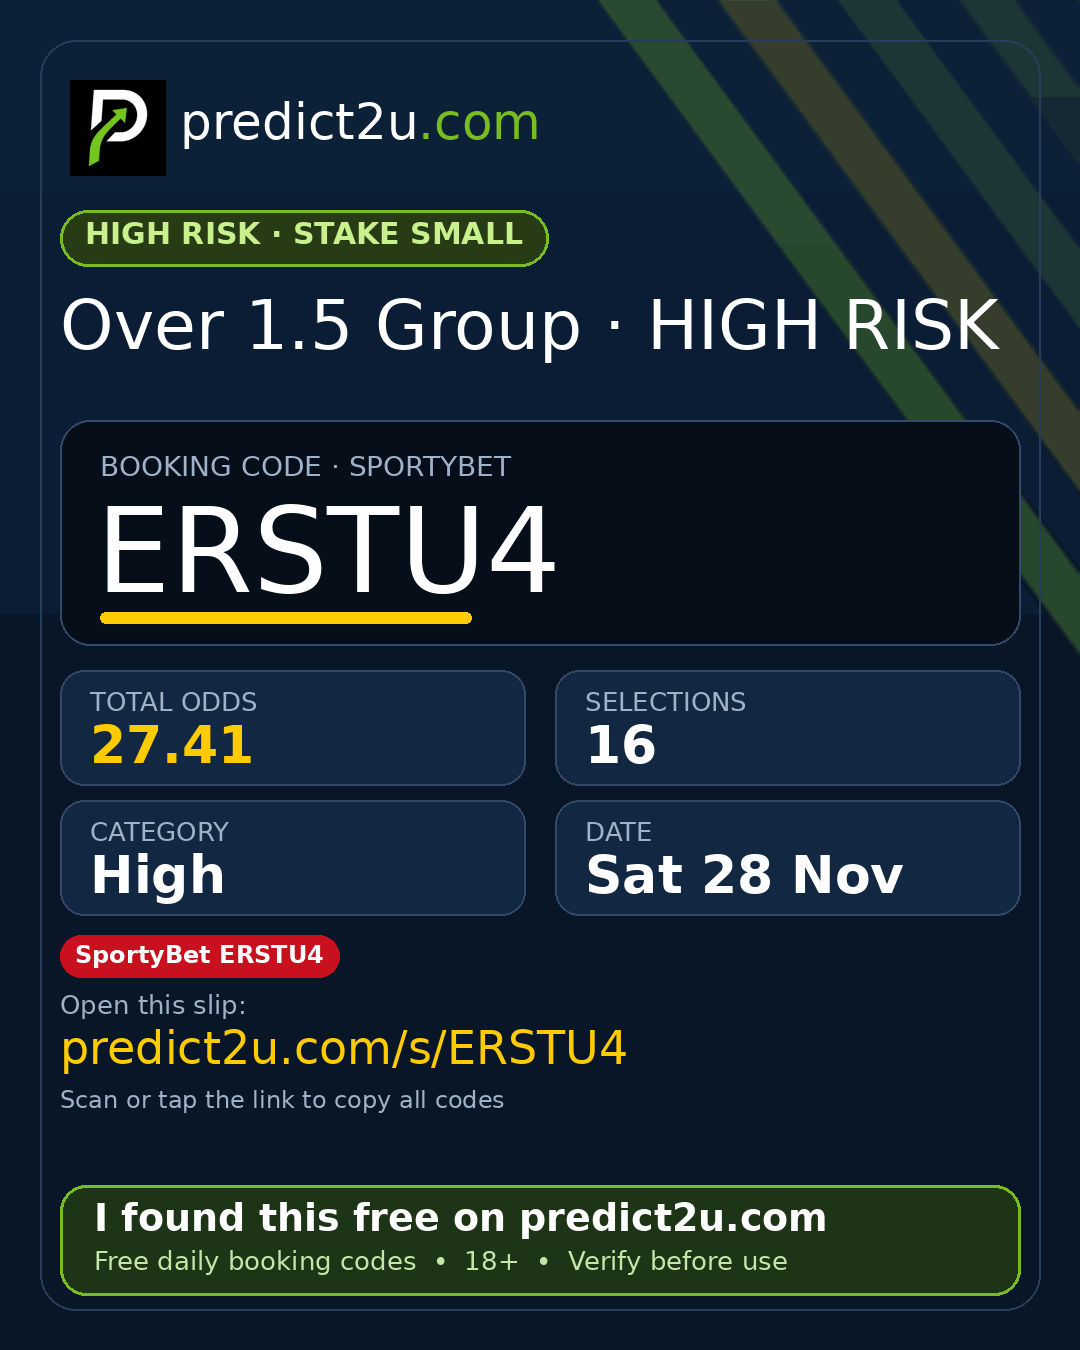 predict2u.com
HIGH RISK · STAKE SMALL
Over 1.5 Group · HIGH RISK
BOOKING CODE · SPORTYBET
ERSTU4
TOTAL ODDS
27.41
SELECTIONS
16
CATEGORY
High
DATE
Sat 28 Nov
SportyBet ERSTU4
Open this slip:
predict2u.com/s/ERSTU4
Scan or tap the link to copy all codes
I found this free on predict2u.com
Free daily booking codes • 18+ • Verify before use